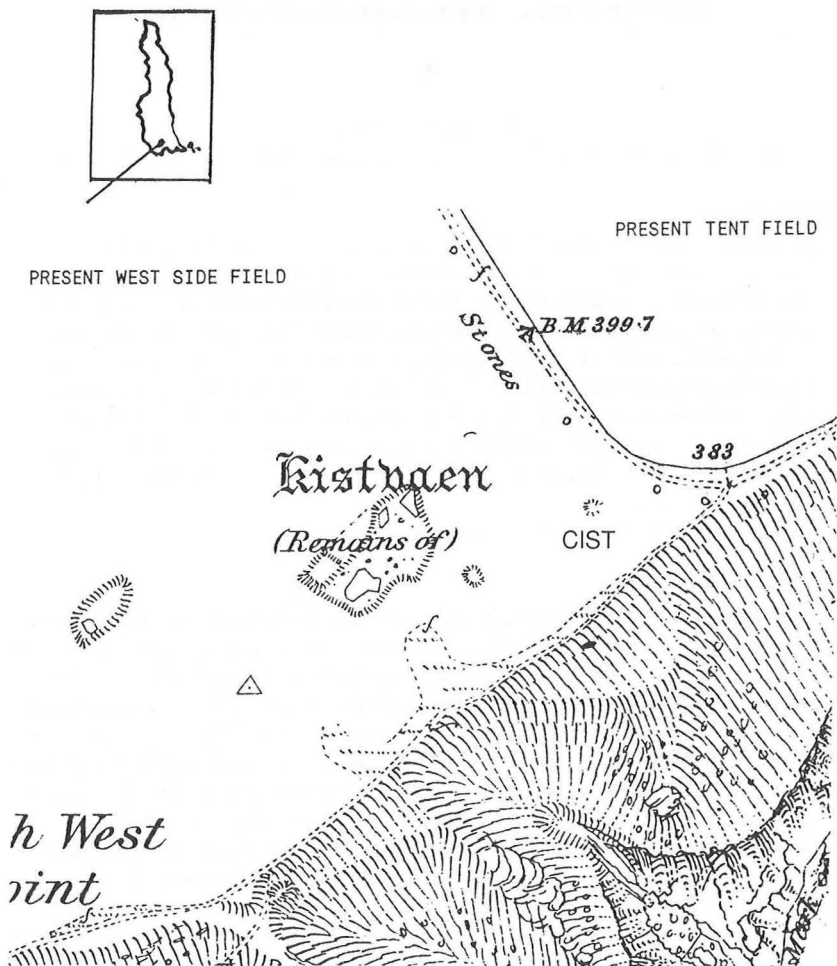 PRESENT TENT FIELD
PRESENT WEST SIDE FIELD
B.M. 399·7
Stones
383
Kistvaen
(Remains of)
CIST
h West
oint